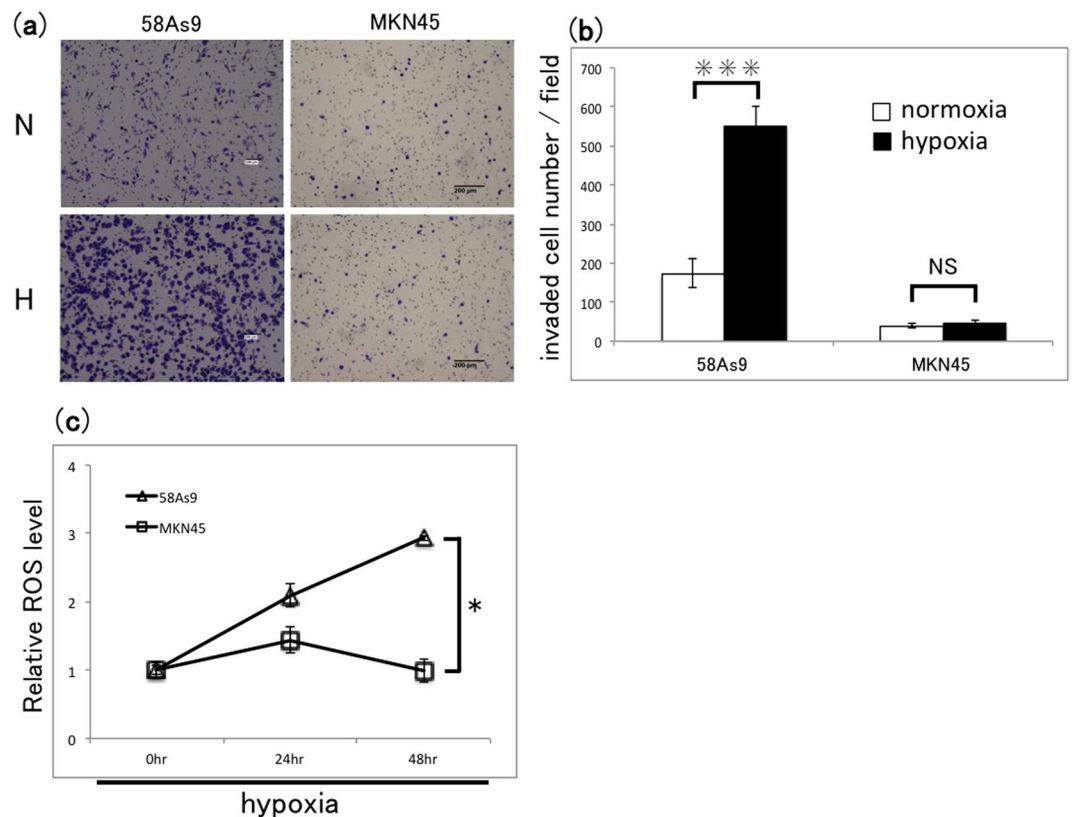 (a)
58As9
MKN45
N
200 μm
H
200 μm
(b)
invaded cell number / field
700
600
500
400
300
200
100
0
※※※
normoxia
hypoxia
NS
58As9
MKN45
(c)
Relative ROS level
4
3
2
1
0
58As9
MKN45
*
0hr
24hr
48hr
hypoxia